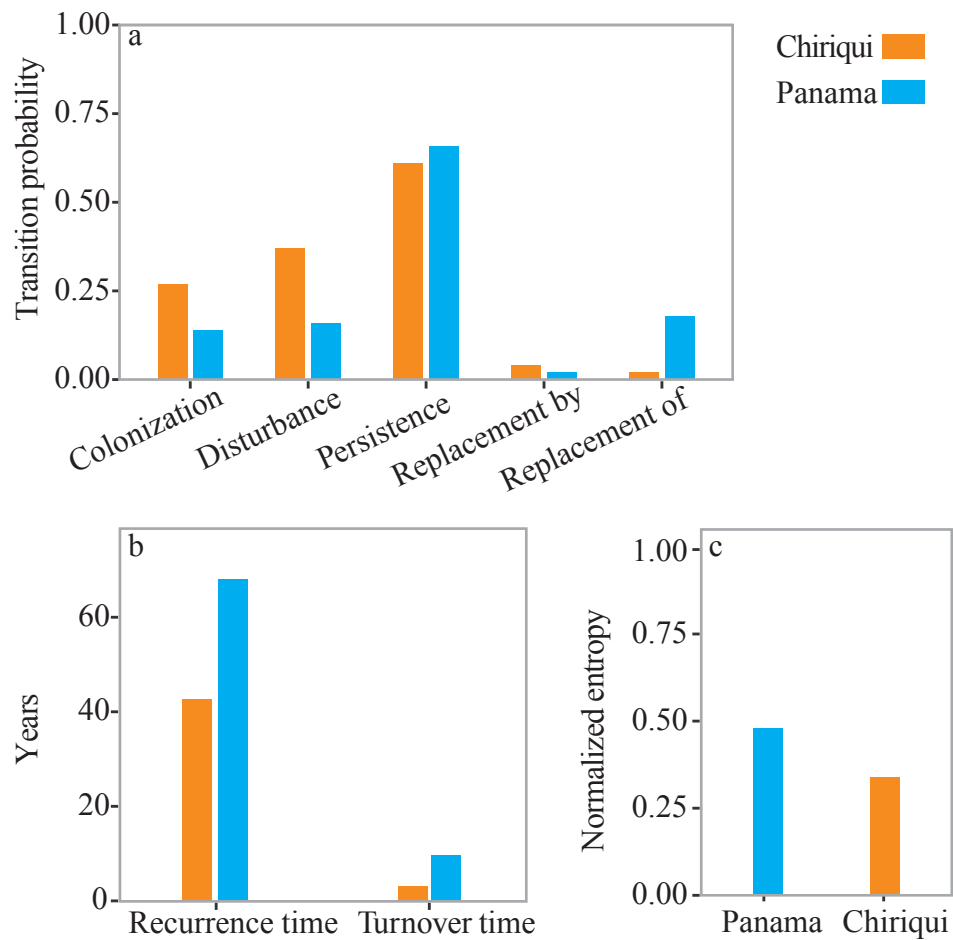 a
Chiriqui
Panama
Transition probability
1.00
0.75
0.50
0.25
0.00
Colonization
Disturbance
Persistence
Replacement by
Replacement of
b
Years
60
40
20
0
Recurrence time
Turnover time
c
Normalized entropy
1.00
0.75
0.50
0.25
0.00
Panama
Chiriqui